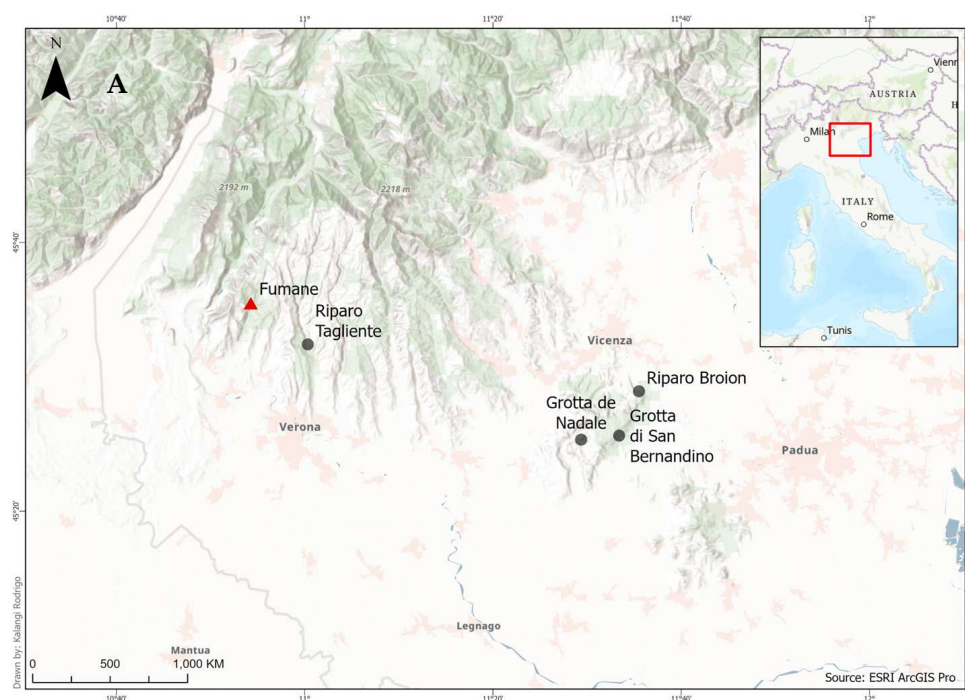 10°40'
11°
11°20'
11°40'
12°
N
A
2192 m
2218 m
45°40'
Fumane
Riparo
Tagliente
Vicenza
Riparo Broion
Grotta de
Nadale
Grotta
di San
Bernandino
Verona
Padua
45°20'
Legnago
Mantua
0
500
1,000 KM
Drawn by: Kalangi Rodrigo
Source: ESRI ArcGIS Pro
10°40'
11°
11°20'
11°40'
12°
Vienn
AUSTRIA
H
Milan
ITALY
Rome
Tunis